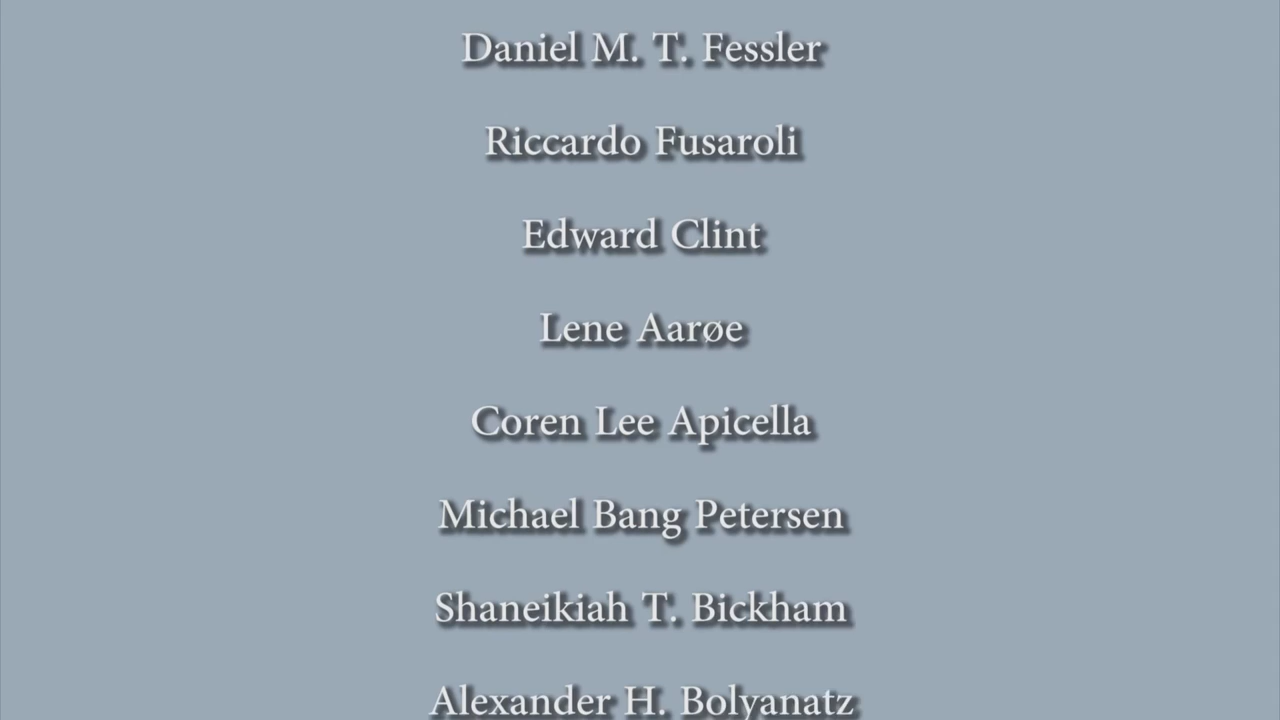 Daniel M. T. Fessler
Riccardo Fusaroli
Edward Clint
Lene Aarøe
Coren Lee Apicella
Michael Bang Petersen
Shaneikiah T. Bickham
Alexander H. Bolyanatz